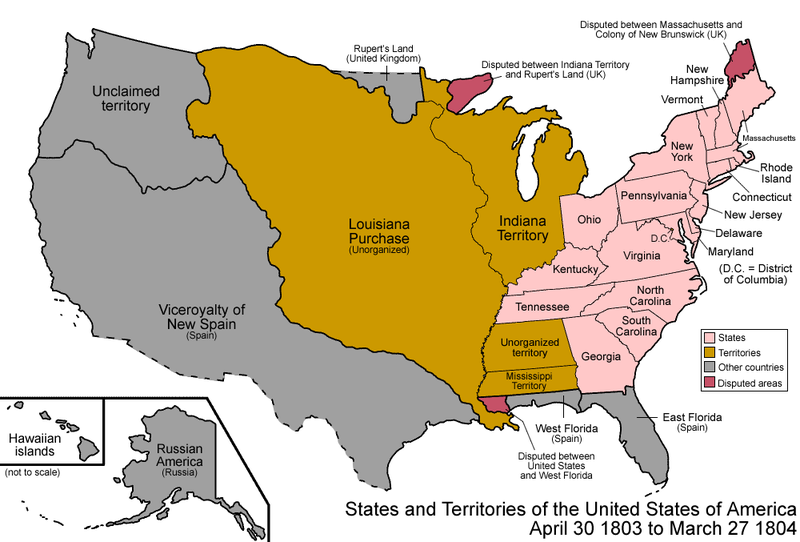 Disputed between Massachusetts and
Colony of New Brunswick (UK)
Rupert's Land
(United Kingdom)
Disputed between Indiana Territory
and Rupert's Land (UK)
New
Hampshire
Vermont
Unclaimed
territory
Massachusetts
New
York
Rhode
Island
Connecticut
Pennsylvania
New Jersey
Ohio
Delaware
D.C.
Maryland
(D.C. = District
of Columbia)
Louisiana
Purchase
(Unorganized)
Indiana
Territory
Virginia
Kentucky
North
Carolina
Tennessee
South
Carolina
Viceroyalty of
New Spain
(Spain)
Unorganized
territory
Georgia
Mississippi
Territory
States
Territories
Other countries
Disputed areas
West Florida
(Spain)
East Florida
(Spain)
Disputed between
United States
and West Florida
Hawaiian
islands
(not to scale)
Russian
America
(Russia)
States and Territories of the United States of America
April 30 1803 to March 27 1804